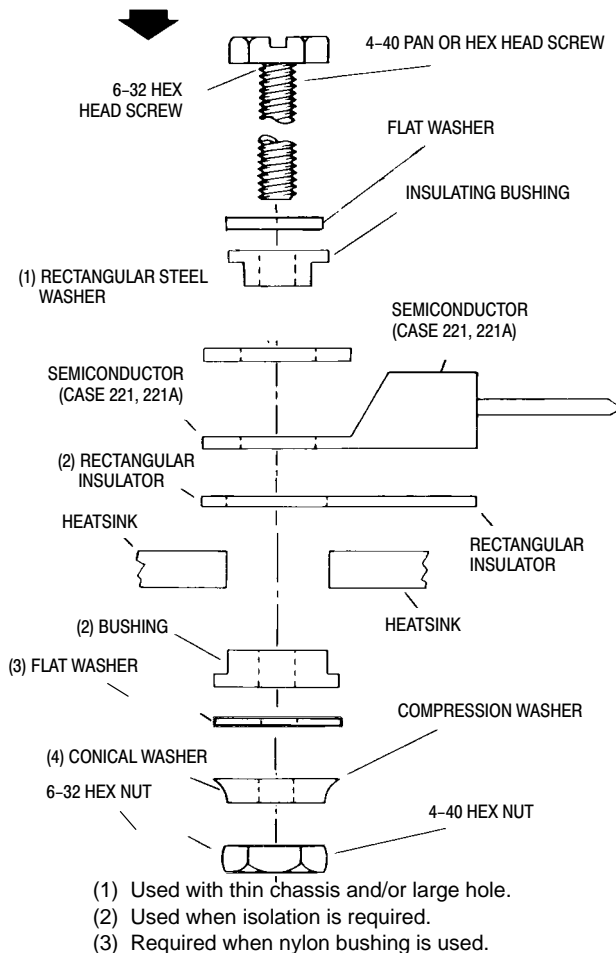 4–40 PAN OR HEX HEAD SCREW
6–32 HEX
HEAD SCREW
FLAT WASHER
INSULATING BUSHING
(1) RECTANGULAR STEEL
WASHER
SEMICONDUCTOR
(CASE 221, 221A)
SEMICONDUCTOR
(CASE 221, 221A)
(2) RECTANGULAR
INSULATOR
RECTANGULAR
INSULATOR
HEATSINK
HEATSINK
(2) BUSHING
(3) FLAT WASHER
COMPRESSION WASHER
(4) CONICAL WASHER
6–32 HEX NUT
4–40 HEX NUT
(1) Used with thin chassis and/or large hole.
(2) Used when isolation is required.
(3) Required when nylon bushing is used.